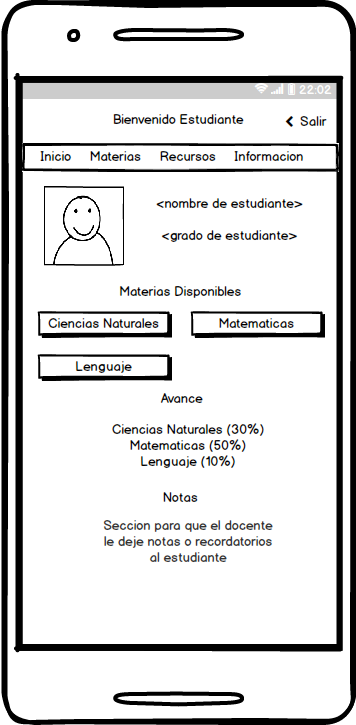 22:02
Bienvenido Estudiante
Salir
Inicio Materias Recursos Informacion
<nombre de estudiante>
<grado de estudiante>
Materias Disponibles
Ciencias Naturales Matematicas
Lenguaje
Avance
Ciencias Naturales (30%)
Matematicas (50%)
Lenguaje (10%)
Notas
Seccion para que el docente
le deje notas o recordatorios
al estudiante